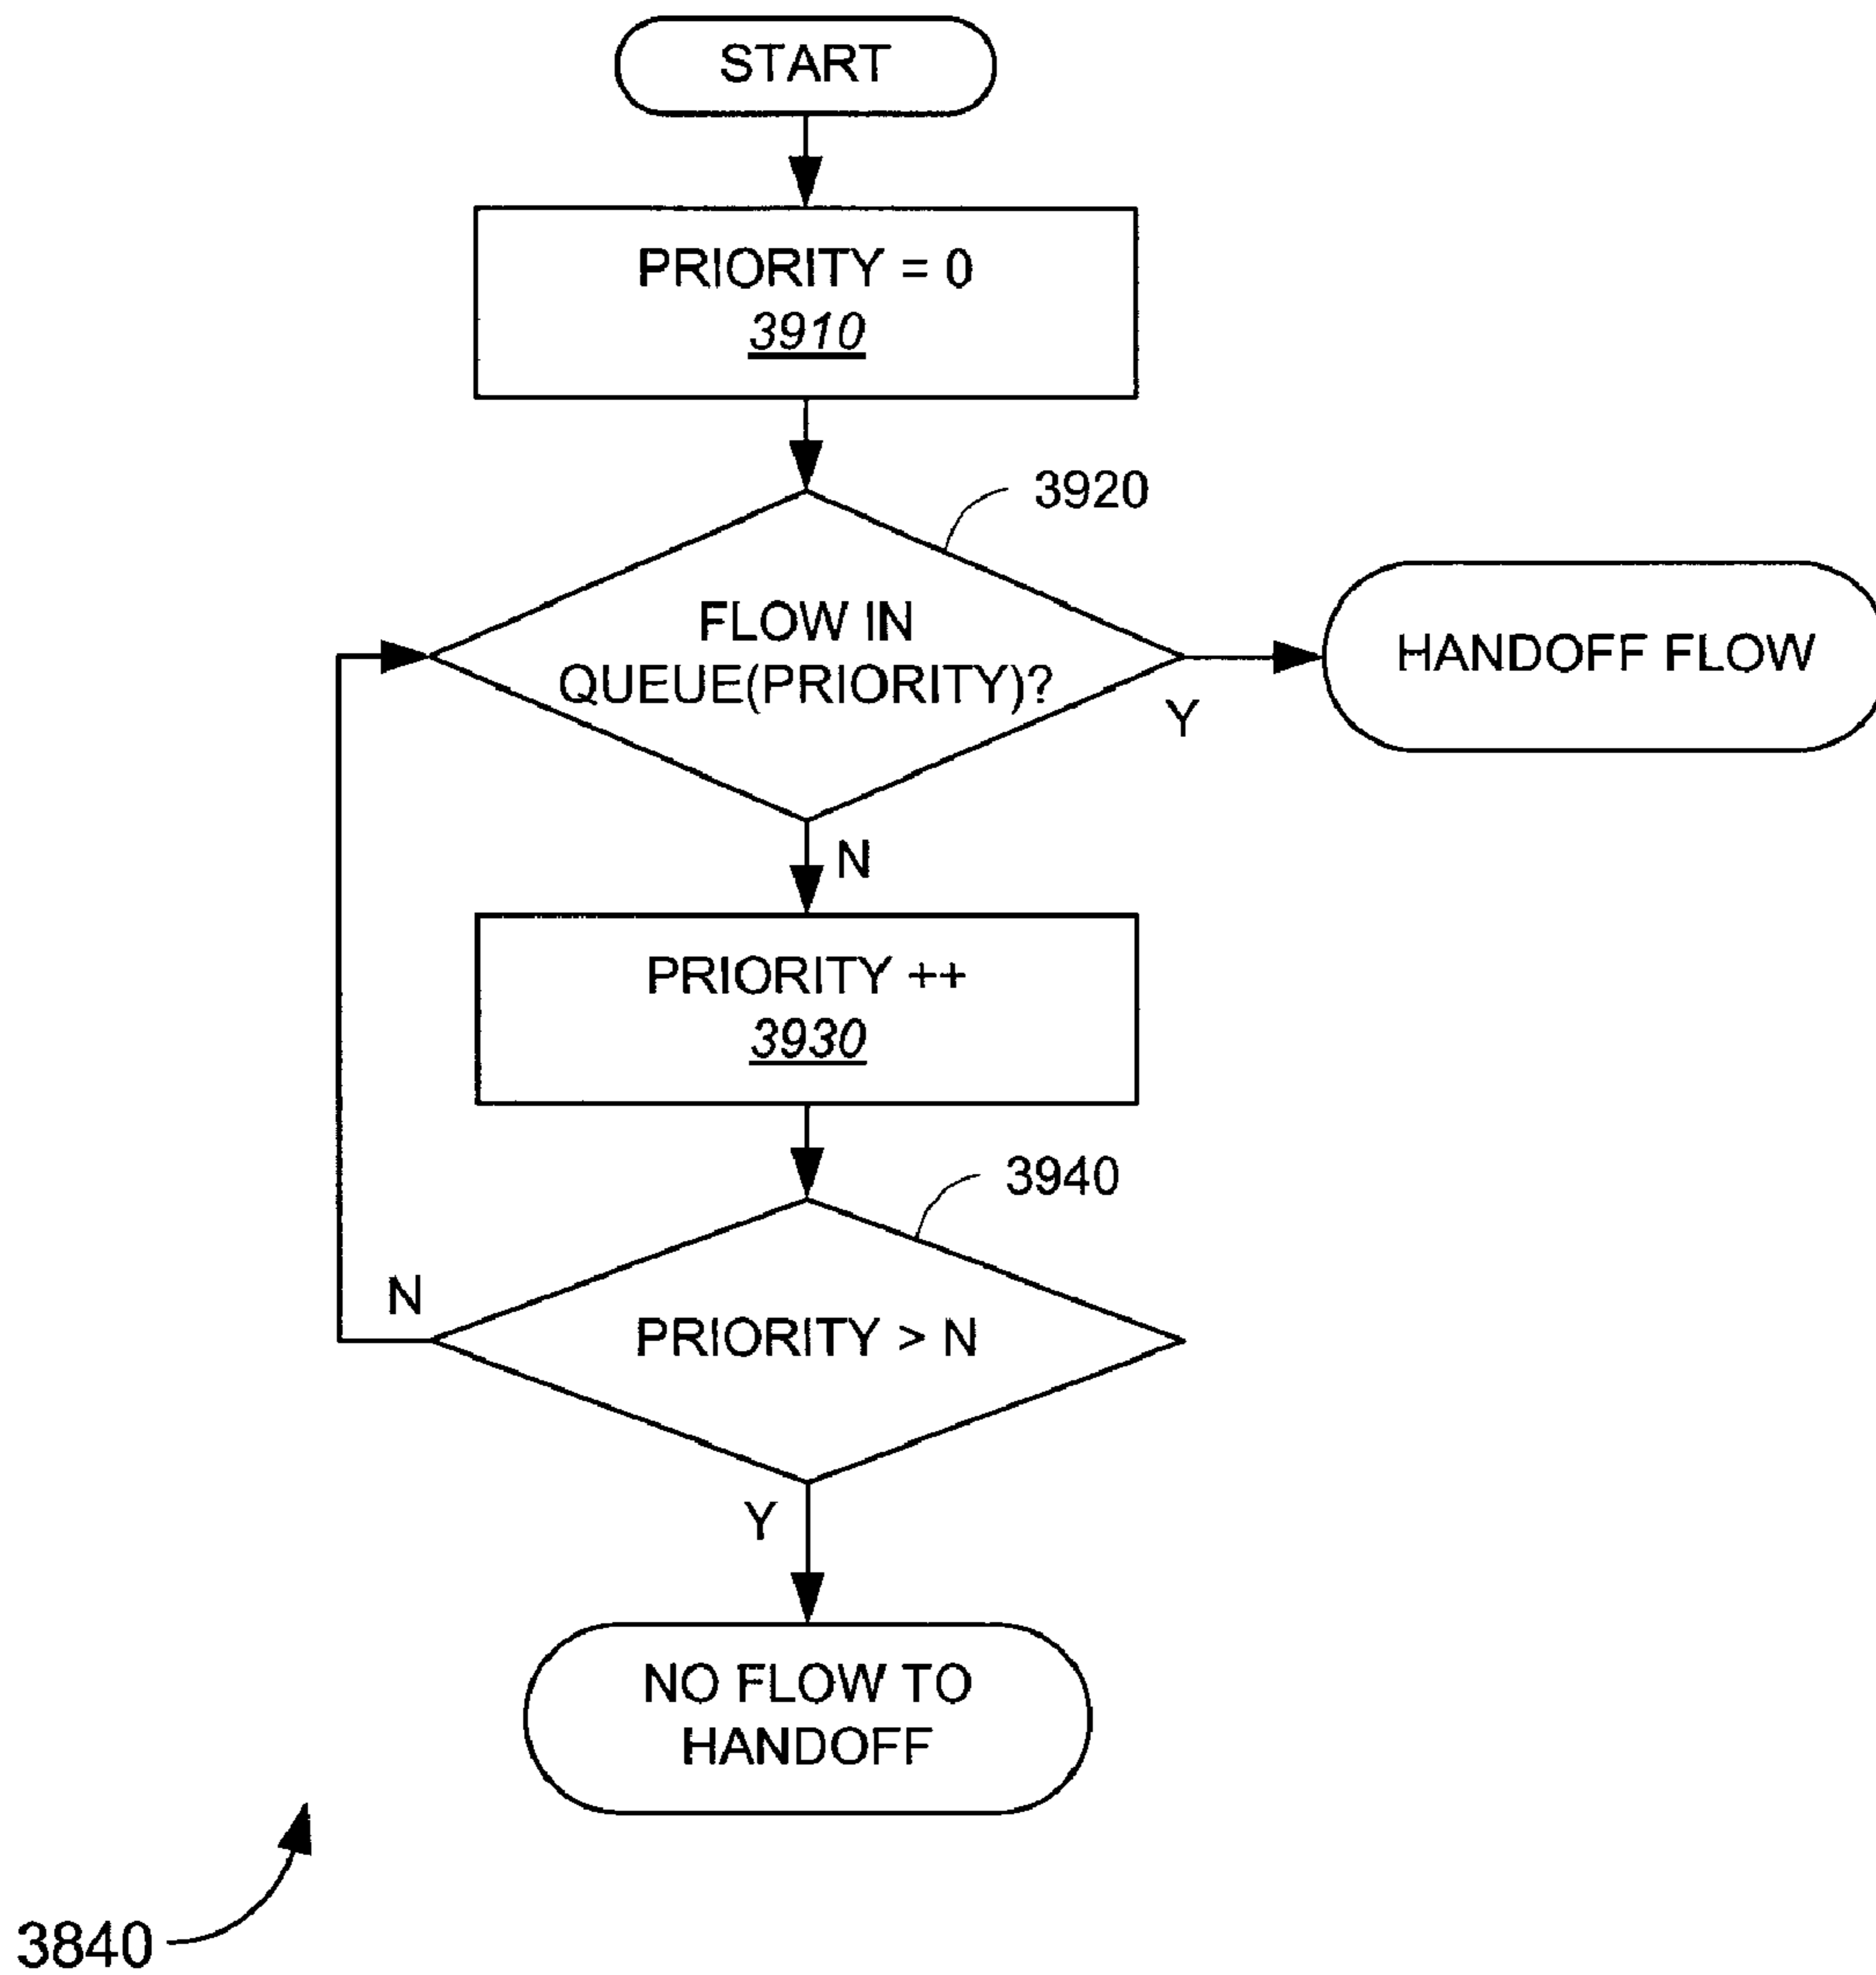 START
PRIORITY = 0
3910
3920
FLOW IN
QUEUE(PRIORITY)?
HANDOFF FLOW
Y
N
PRIORITY ++
3930
3940
N
PRIORITY > N
Y
NO FLOW TO
HANDOFF
3840